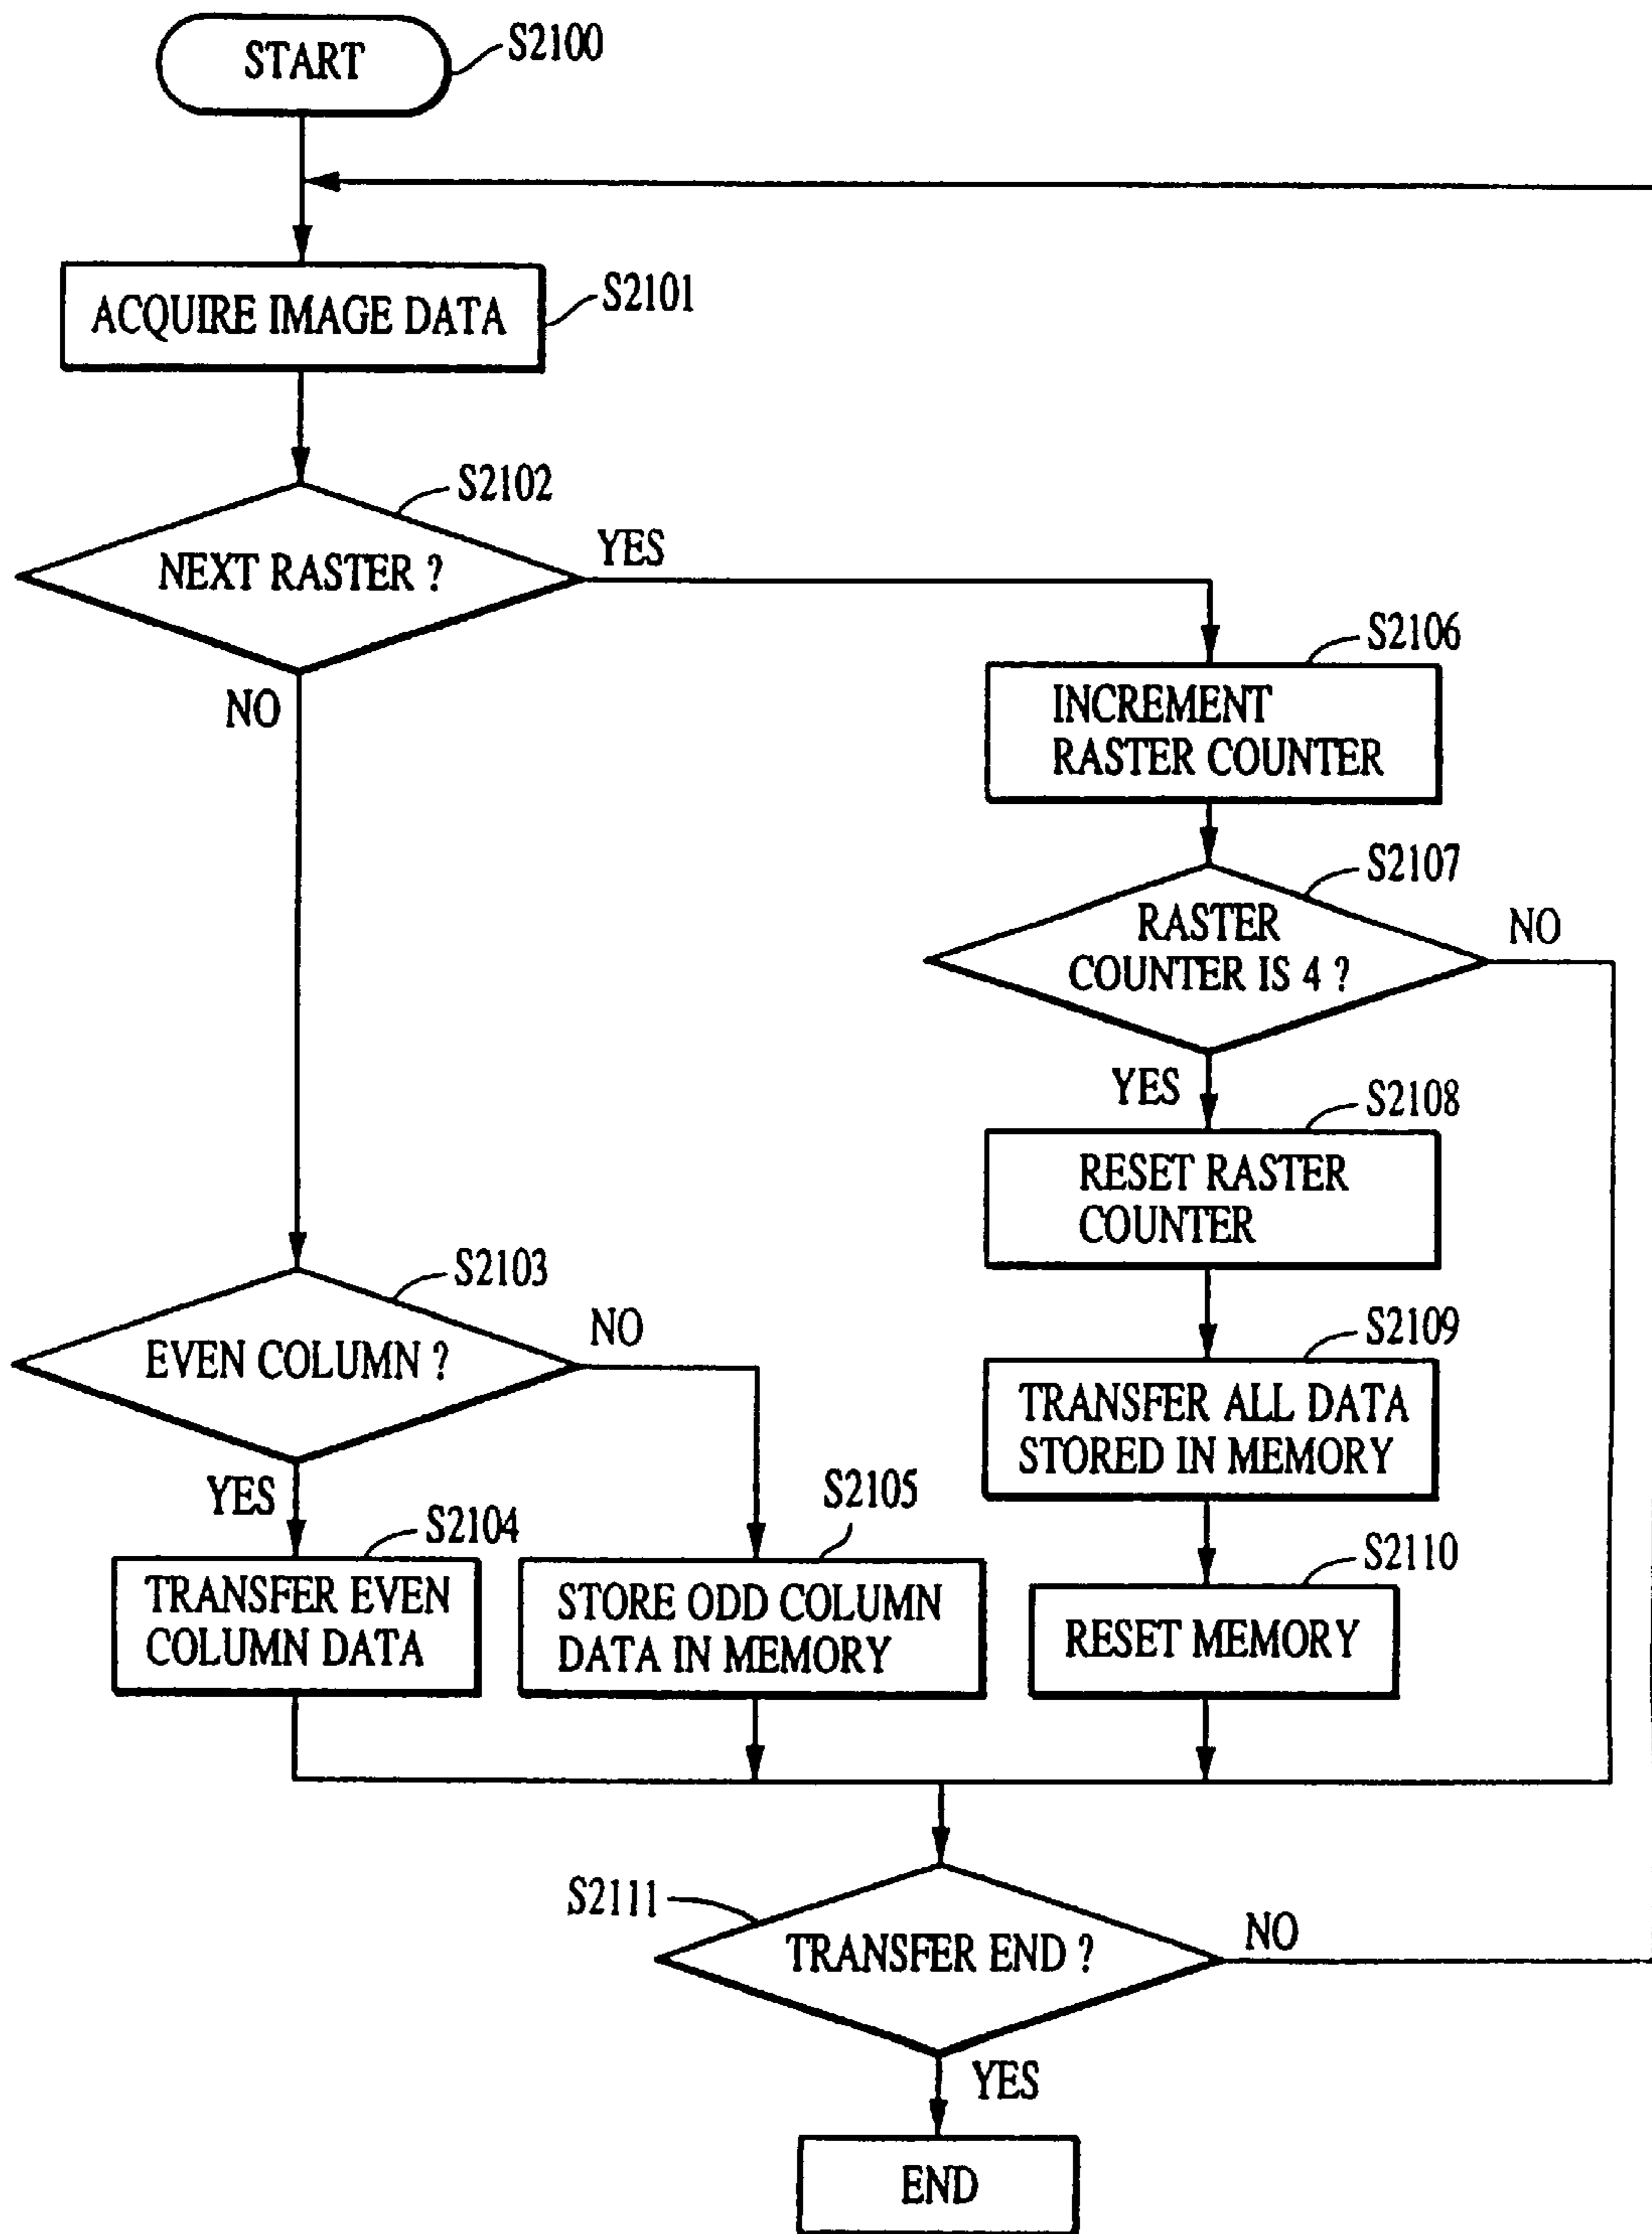 START
S2100
ACQUIRE IMAGE DATA
S2101
S2102
NEXT RASTER ?
YES
NO
S2106
INCREMENT
RASTER COUNTER
S2107
RASTER
COUNTER IS 4 ?
NO
YES
S2108
RESET RASTER
COUNTER
S2103
EVEN COLUMN ?
NO
YES
S2109
TRANSFER ALL DATA
STORED IN MEMORY
S2104
TRANSFER EVEN
COLUMN DATA
S2105
STORE ODD COLUMN
DATA IN MEMORY
S2110
RESET MEMORY
S2111
TRANSFER END ?
NO
YES
END